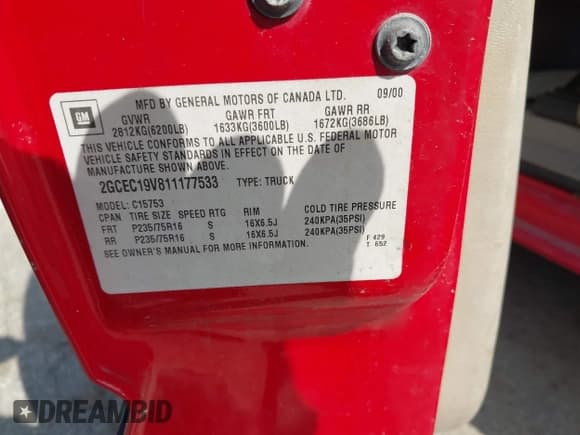 MFD BY GENERAL MOTORS OF CANADA LTD. 09/00
GM
GVWR GAWR FRT GAWR RR
2812KG(6200LB) 1633KG(3600LB) 1672KG(3686LB)
THIS VEHICLE CONFORMS TO ALL APPLICABLE U.S. FEDERAL MOTOR
VEHICLE SAFETY STANDARDS IN EFFECT ON THE DATE OF
MANUFACTURE SHOWN ABOVE.
2GCEC19V811177533 TYPE: TRUCK
MODEL: C15753
CPAN TIRE SIZE SPEED RTG RIM COLD TIRE PRESSURE
FRT P235/75R16 S 16X6.5J 240KPA(35PSI)
RR P235/75R16 S 16X6.5J 240KPA(35PSI)
SEE OWNER'S MANUAL FOR MORE INFORMATION.
F 429
T 652
DREAMBID